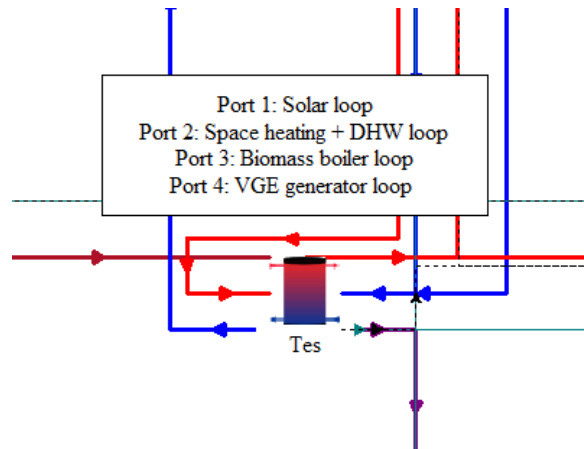 Port 1: Solar loop
Port 2: Space heating + DHW loop
Port 3: Biomass boiler loop
Port 4: VGE generator loop
Tes